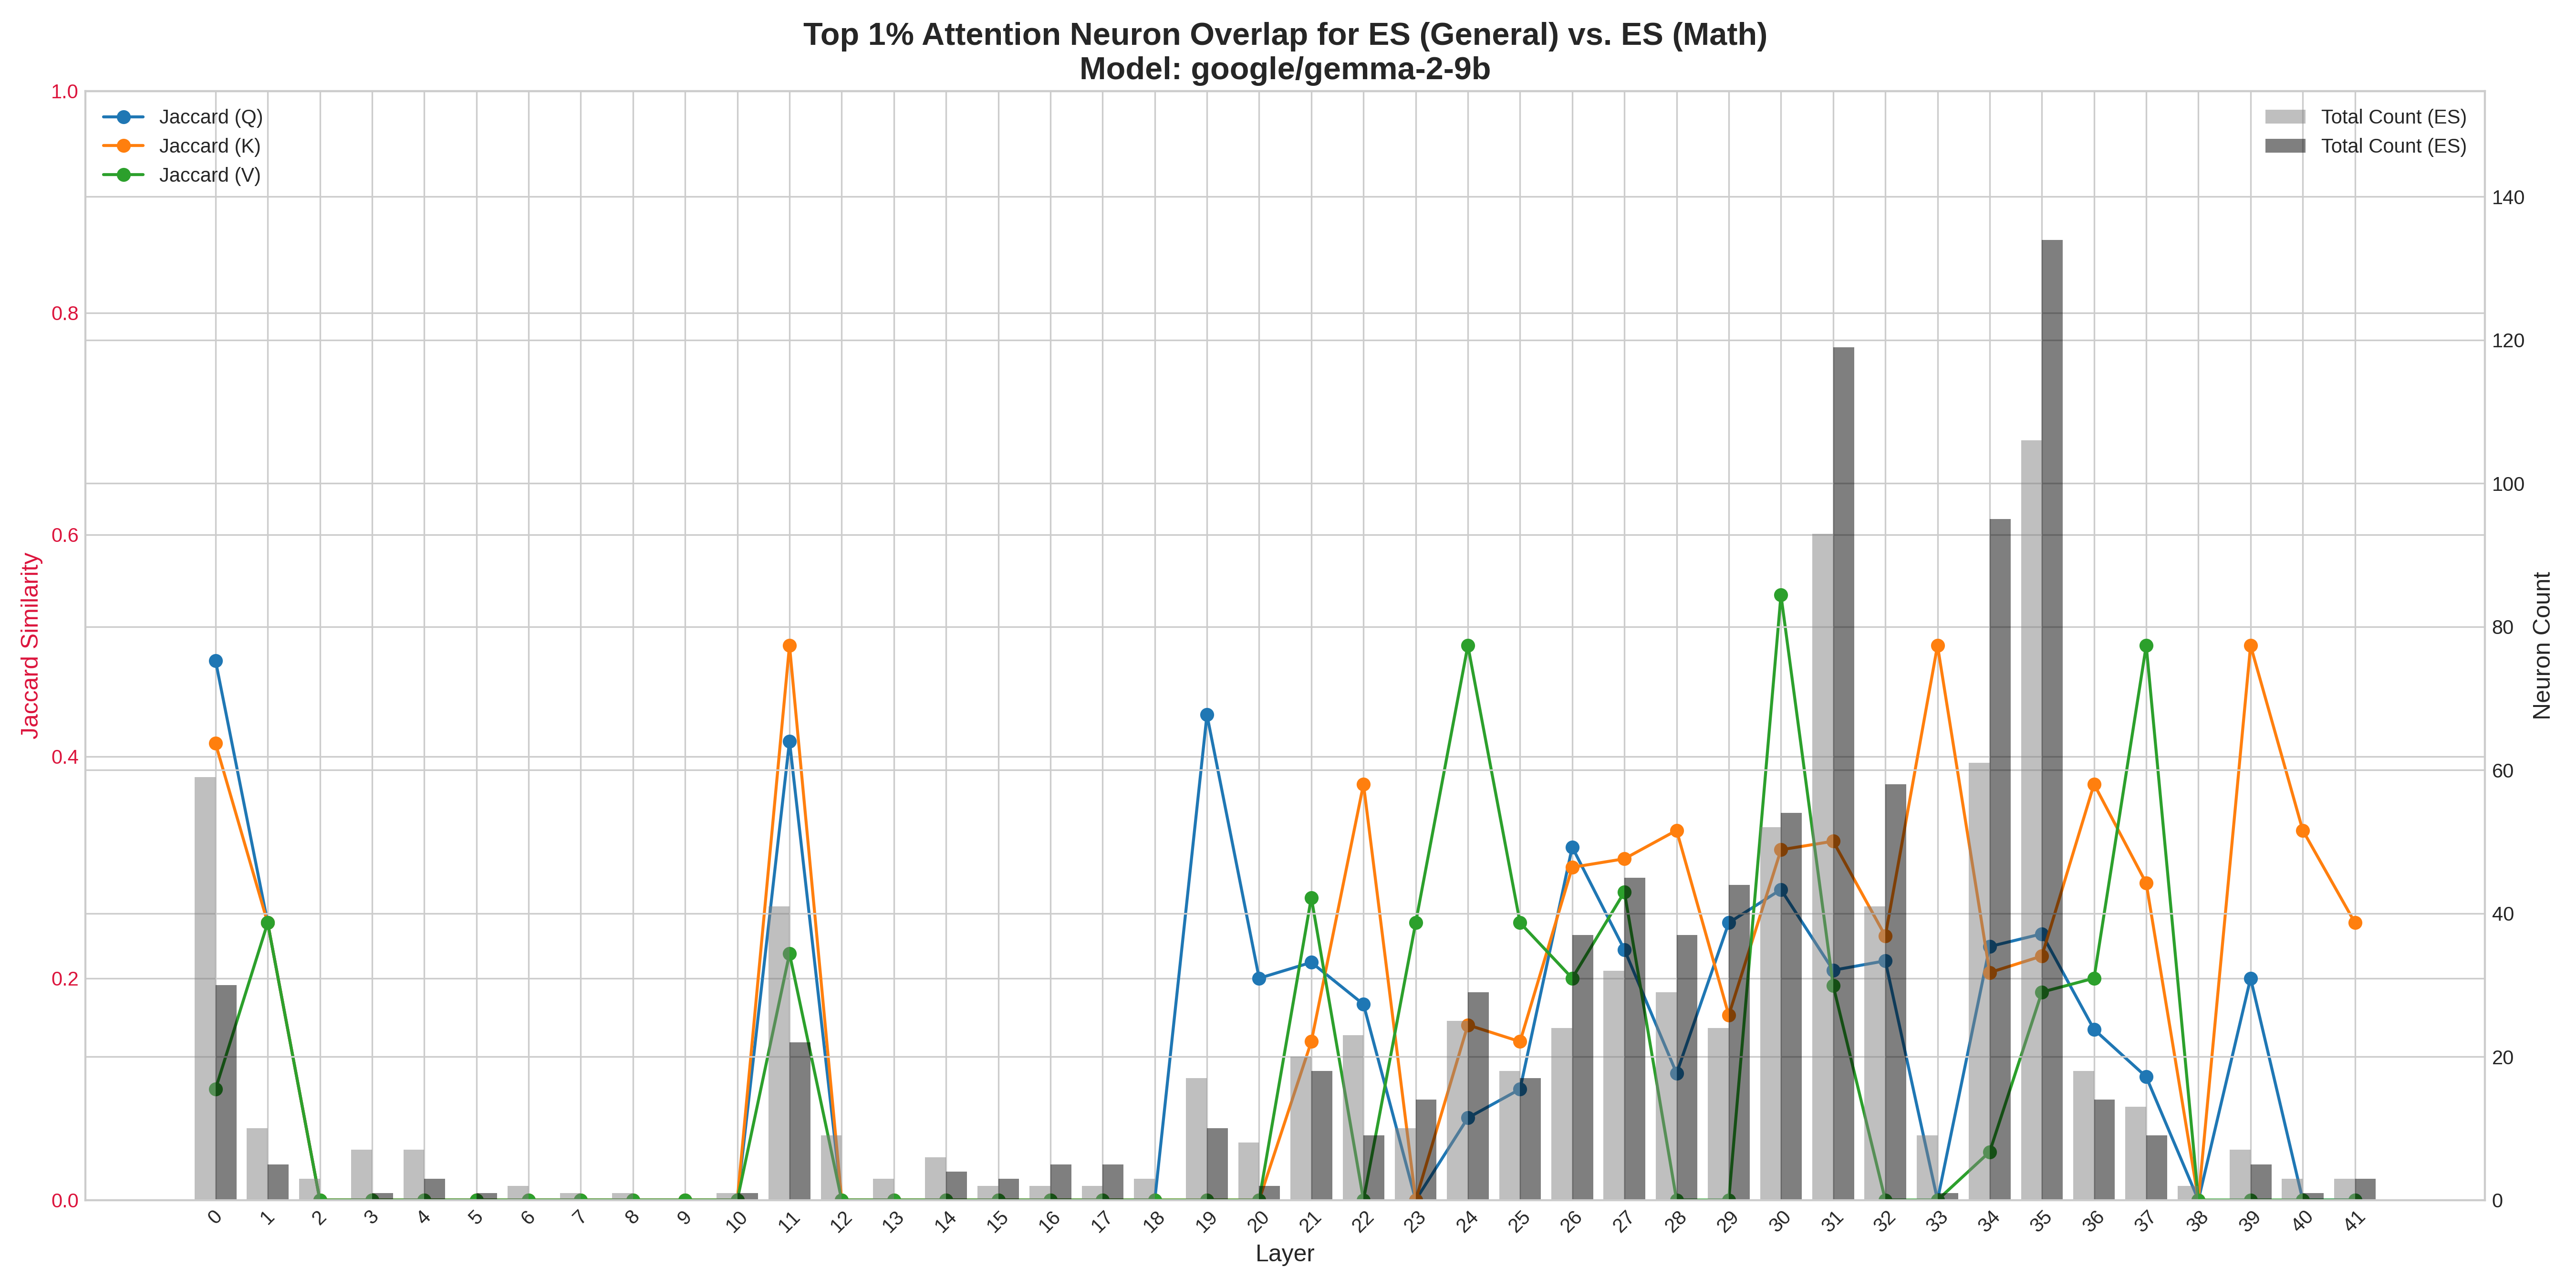 Top 1% Attention Neuron Overlap for ES (General) vs. ES (Math)
Model: google/gemma-2-9b
Jaccard (Q)
Jaccard (K)
Jaccard (V)
Total Count (ES)
Total Count (ES)
Jaccard Similarity
1.0
0.8
0.6
0.4
0.2
0.0
Neuron Count
140
120
100
80
60
40
20
0
0 1 2 3 4 5 6 7 8 9 10 11 12 13 14 15 16 17 18 19 20 21 22 23 24 25 26 27 28 29 30 31 32 33 34 35 36 37 38 39 40 41
Layer